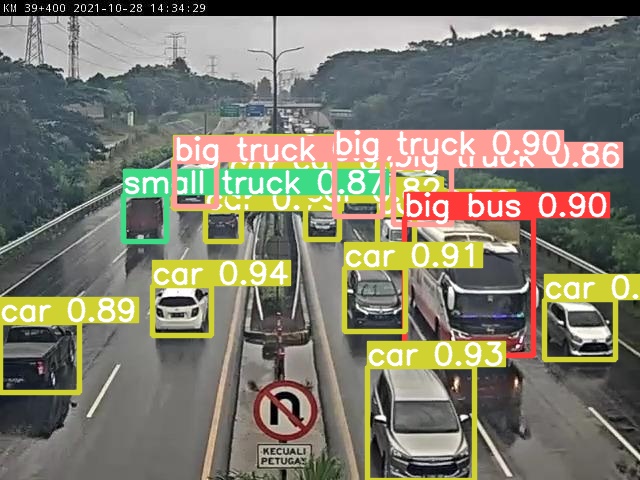 KM 39+400 2021-10-28 14:34:29
big truck
big truck 0.90
big truck 0.86
small truck 0.87
big bus 0.90
car 0.91
car 0.94
car 0.89
car 0.93
KECUALI
PETUGAS